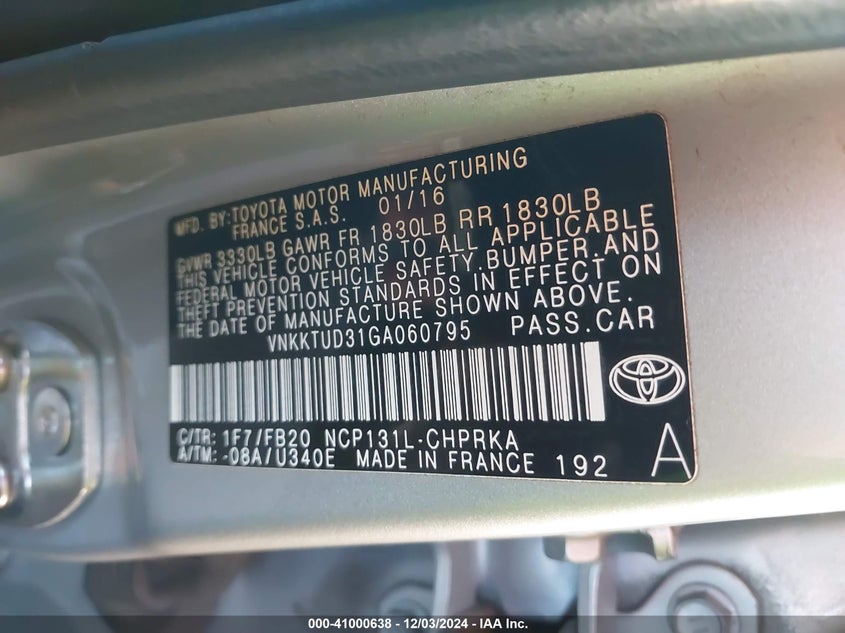 MFD. BY: TOYOTA MOTOR MANUFACTURING
FRANCE S.A.S. 01/16
GVWR 3330LB GAWR FR 1830LB RR 1830LB
THIS VEHICLE CONFORMS TO ALL APPLICABLE
FEDERAL MOTOR VEHICLE SAFETY, BUMPER, AND
THEFT PREVENTION STANDARDS IN EFFECT ON
THE DATE OF MANUFACTURE SHOWN ABOVE.
VNKKTUD31GA060795 PASS.CAR
C/TR: 1F7/FB20 NCP131L-CHPRKA
A/TM: -08A/U340E MADE IN FRANCE 192 A
000-41000638 - 12/03/2024 - IAA Inc.